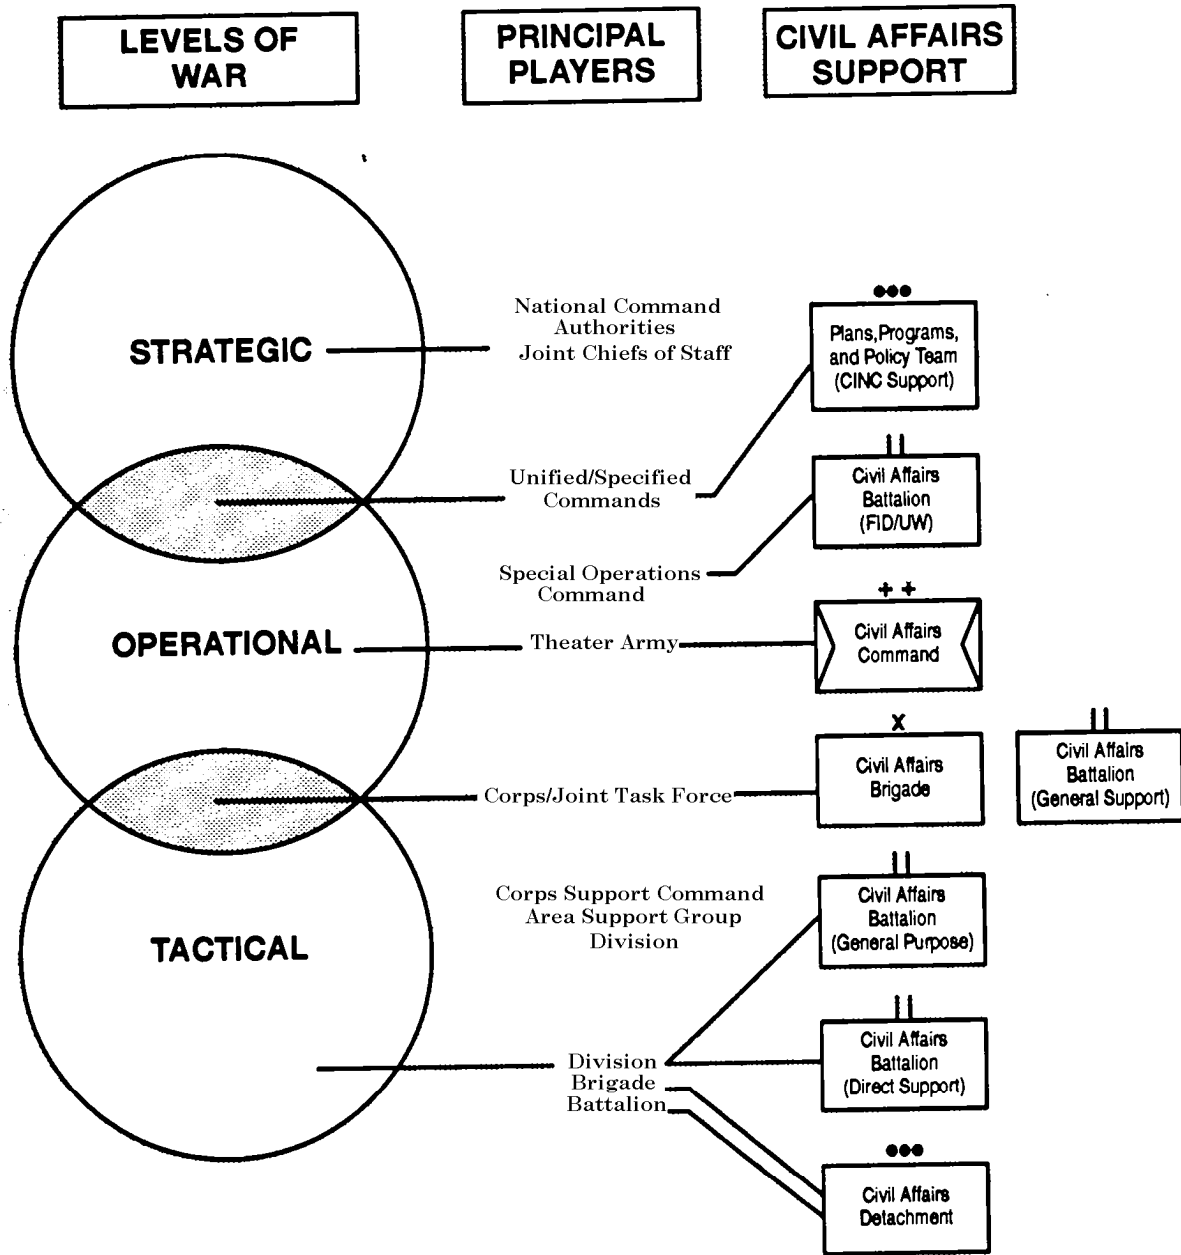 LEVELS OF
WAR
PRINCIPAL
PLAYERS
CIVIL AFFAIRS
SUPPORT
STRATEGIC
National Command
Authorities
Joint Chiefs of Staff
Plans,Programs,
and Policy Team
(CINC Support)
Unified/Specified
Commands
Civil Affairs
Battalion
(FID/UW)
Special Operations
Command
OPERATIONAL
Theater Army
Civil Affairs
Command
X
Civil Affairs
Brigade
Civil Affairs
Battalion
(General Support)
Corps/Joint Task Force
Corps Support Command
Area Support Group
Division
Civil Affairs
Battalion
(General Purpose)
TACTICAL
Division
Brigade
Battalion
Civil Affairs
Battalion
(Direct Support)
Civil Affairs
Detachment